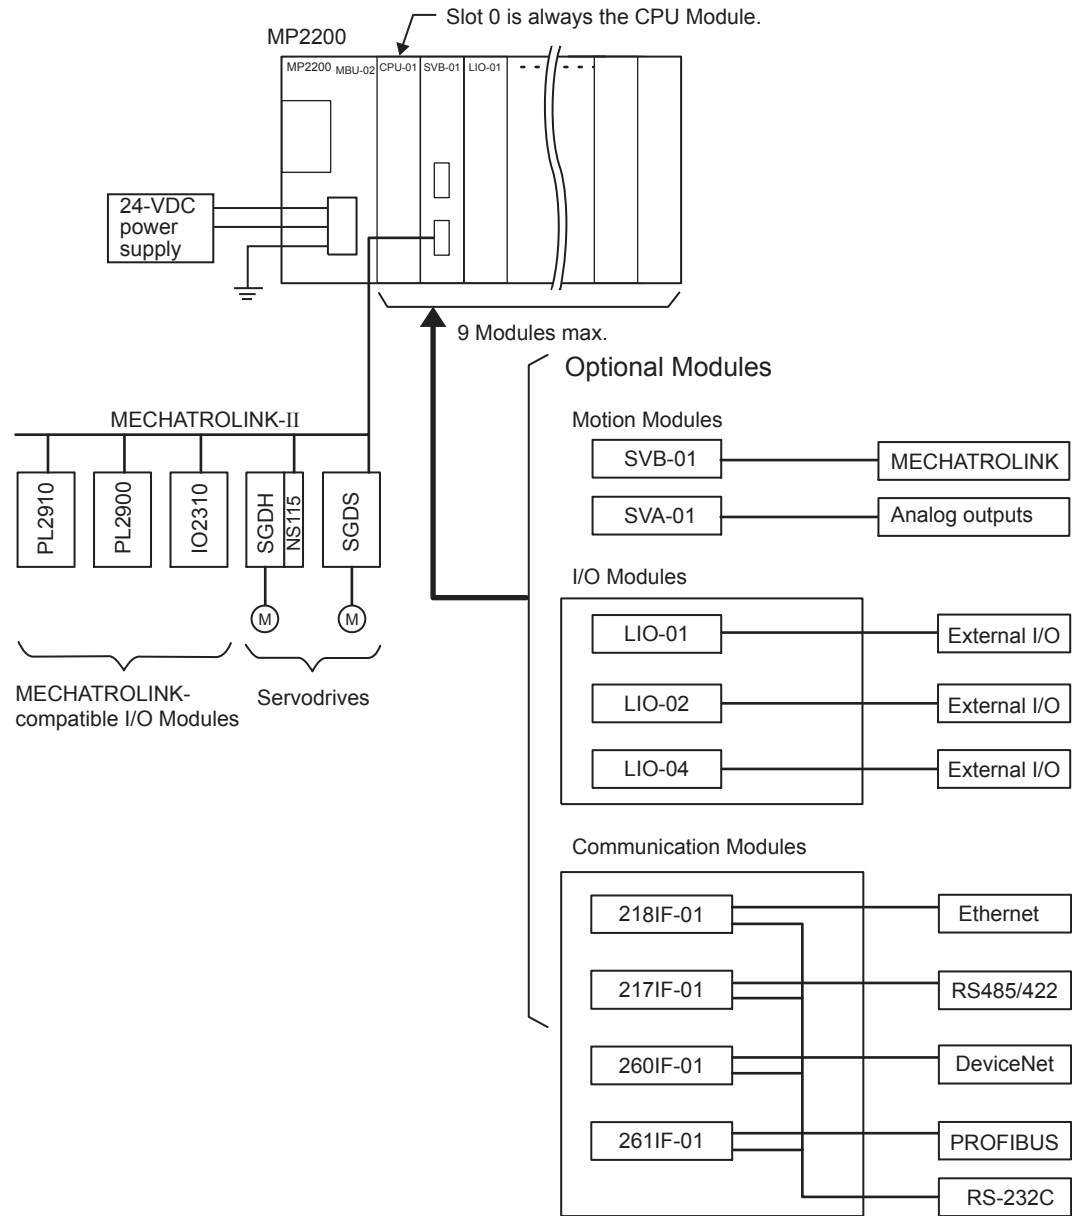 Slot 0 is always the CPU Module.
MP2200
MP2200 MBU-02 CPU-01 SVB-01 LIO-01
24-VDC
power
supply
9 Modules max.
Optional Modules
MECHATROLINK-II
PL2910
PL2900
IO2310
SGDH
NS115
SGDS
M
M
MECHATROLINK-
compatible I/O Modules
Servodrives
Motion Modules
SVB-01
MECHATROLINK
SVA-01
Analog outputs
I/O Modules
LIO-01
External I/O
LIO-02
External I/O
LIO-04
External I/O
Communication Modules
218IF-01
Ethernet
217IF-01
RS485/422
260IF-01
DeviceNet
261IF-01
PROFIBUS
RS-232C